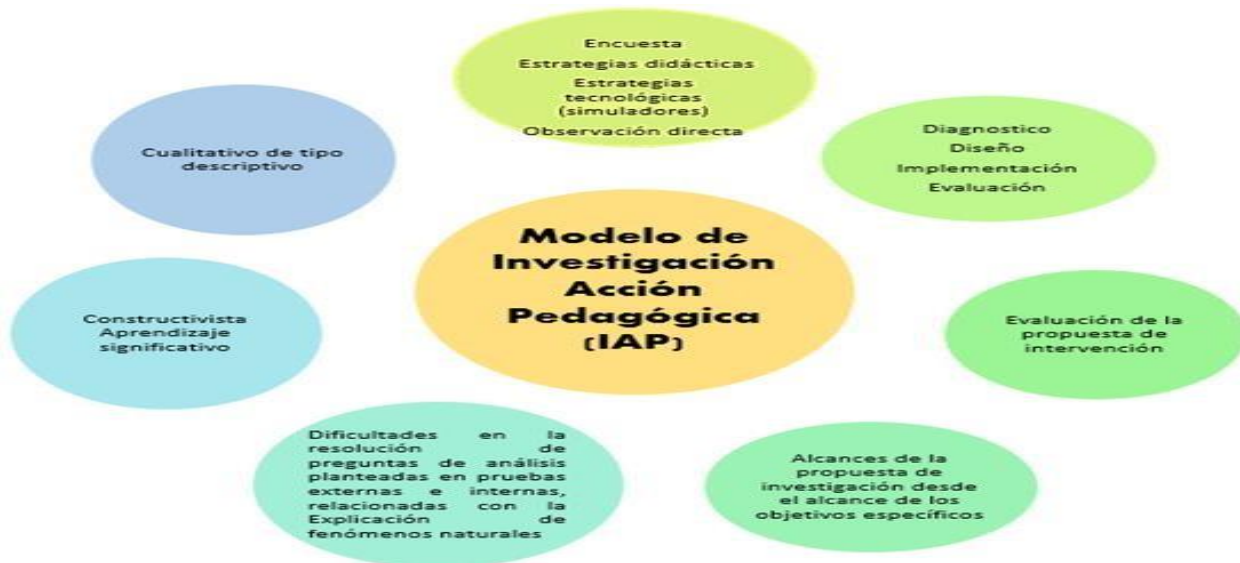 Encuesta
Estrategias didácticas
Estrategias
tecnológicas
(simuladores)
Observación directa
Diagnostico
Diseño
Implementación
Evaluación
Evaluación de la
propuesta de
intervención
Alcances de la
propuesta de
investigación desde
el alcance de los
objetivos específicos
Dificultades en la
resolución de
preguntas de análisis
planteadas en pruebas
externas e internas,
relacionadas con la
Explicación de
fenómenos naturales
Constructivista
Aprendizaje
significativo
Cualitativo de tipo
descriptivo
Modelo de
Investigación
Acción
Pedagógica
(IAP)